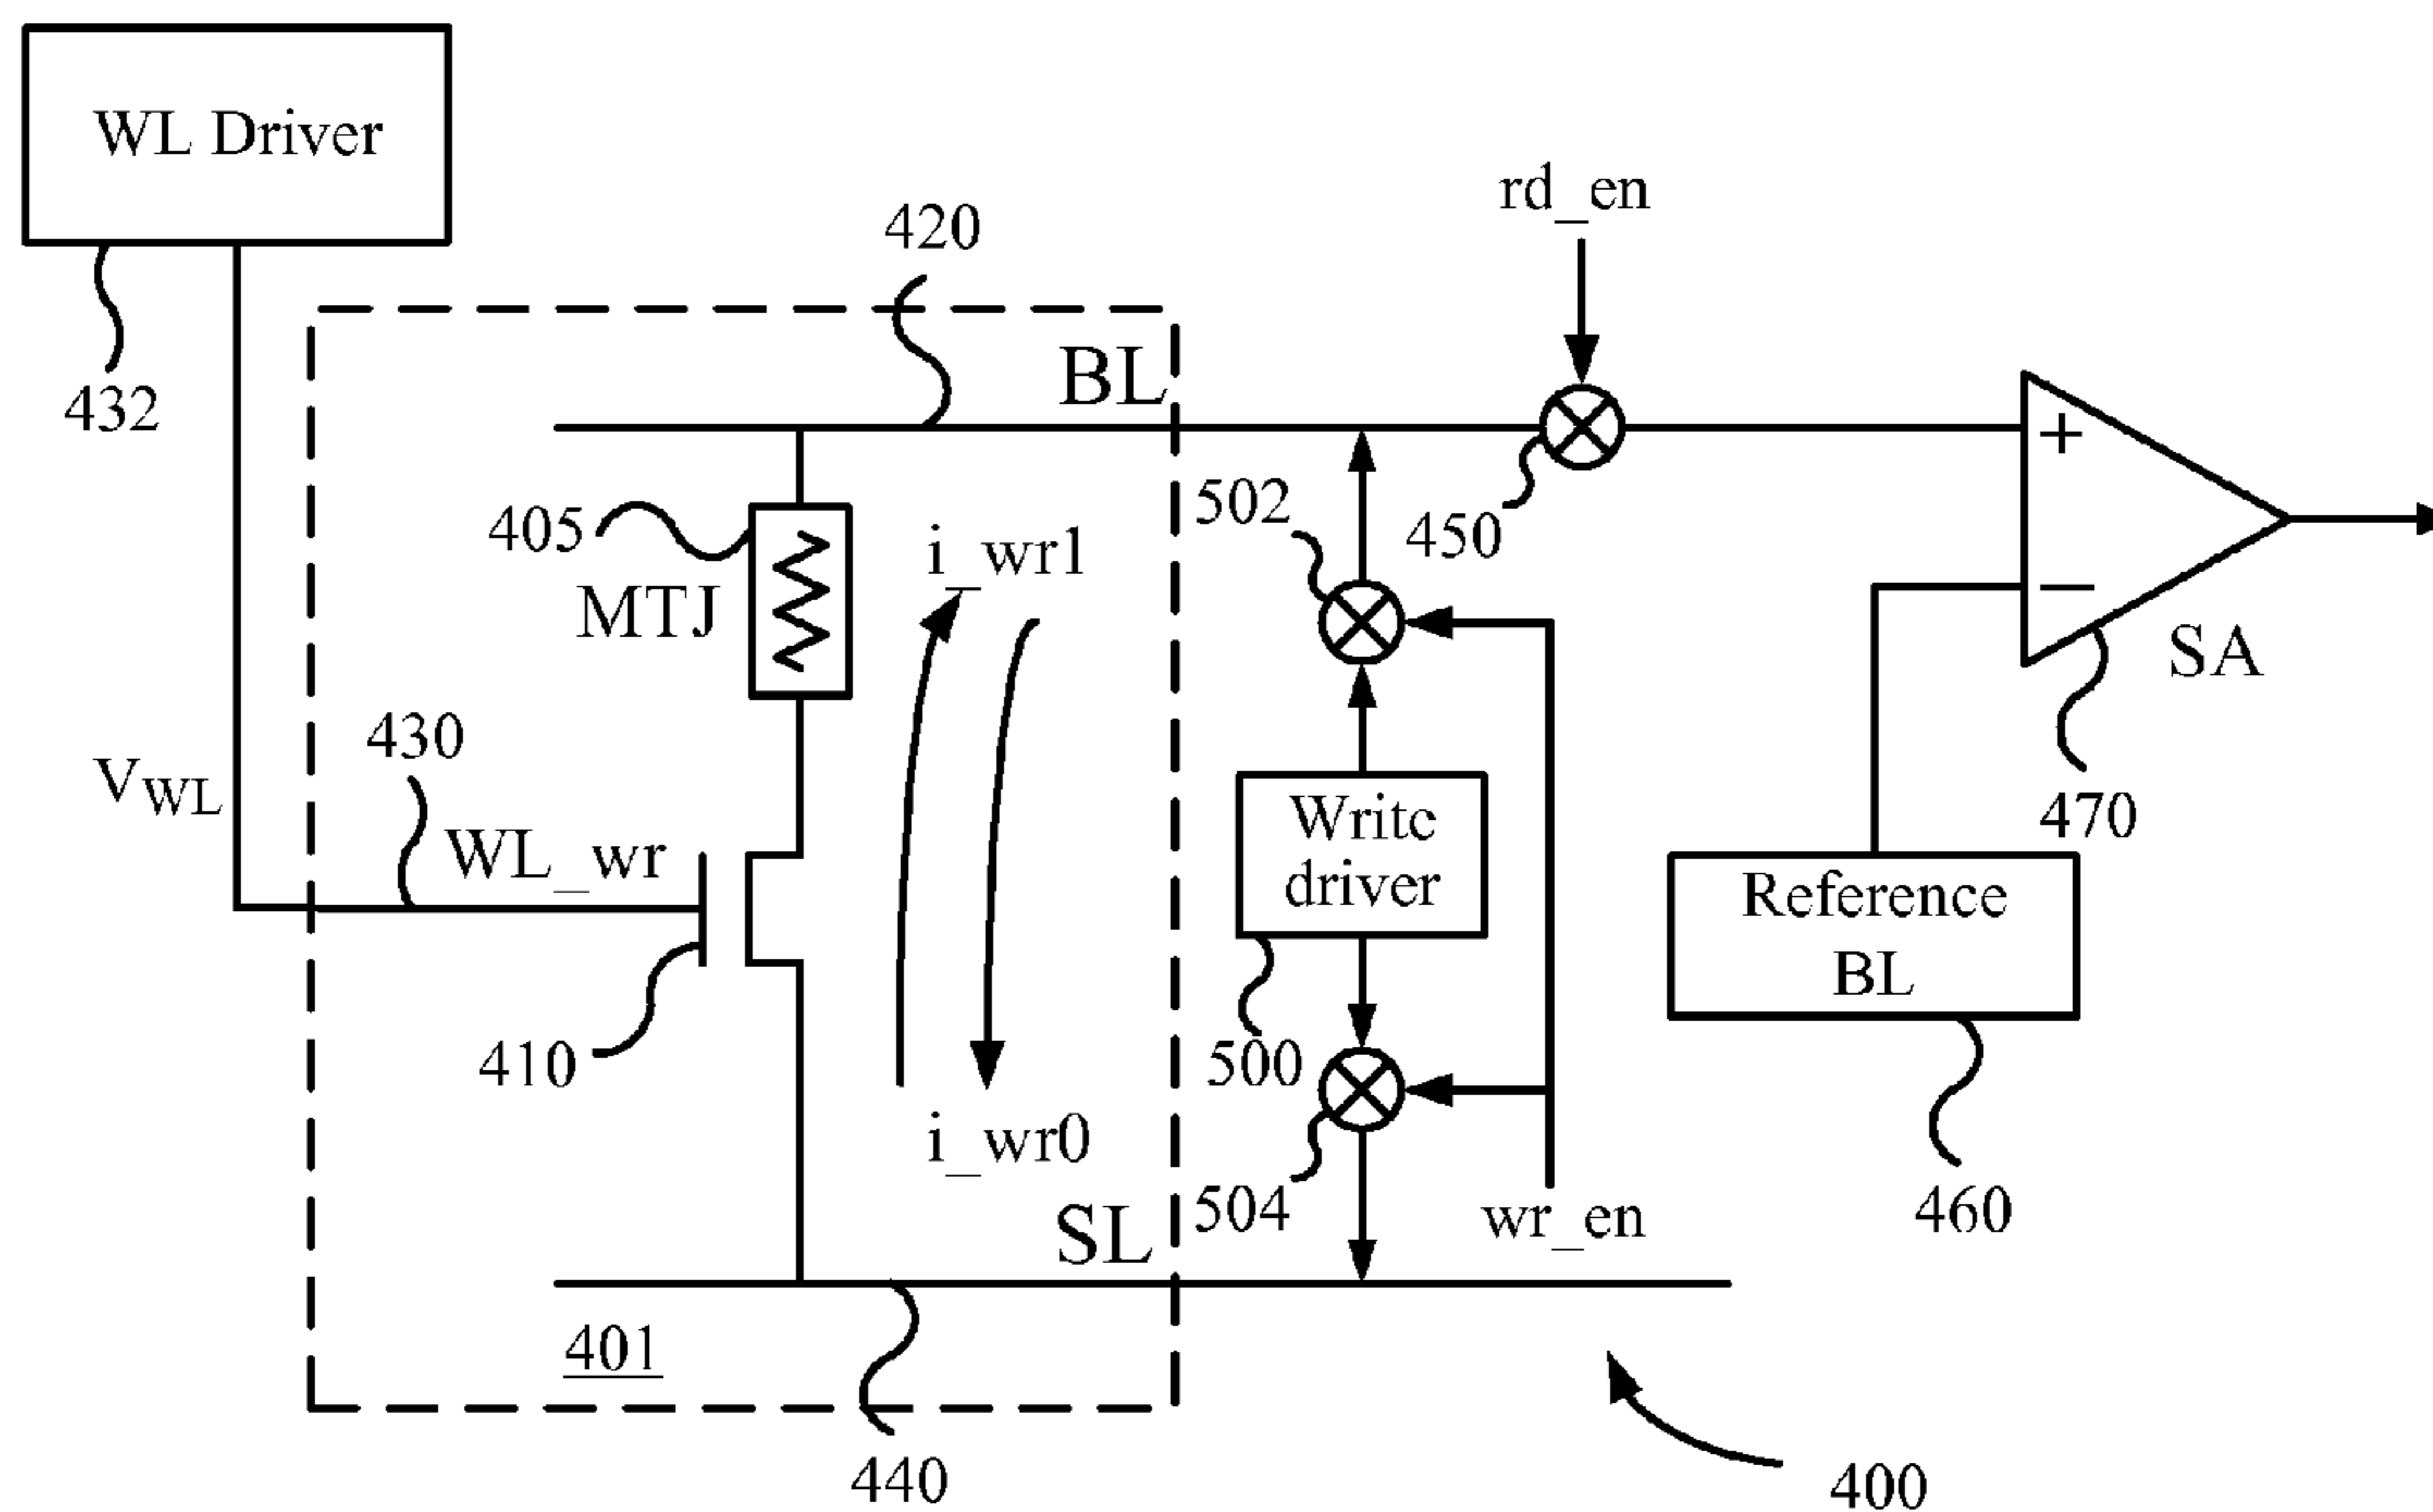 WL Driver
432
420
rd_en
BL
+
450
502
405
MTJ
i_wr1
SA
470
430
VWL
WL_wr
Write
driver
Reference
BL
410
500
i_wr0
504
wr_en
460
SL
401
440
400